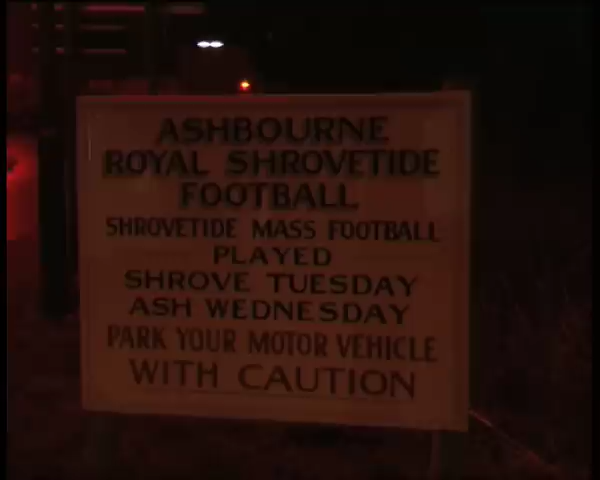 ASHBOURNE
ROYAL SHROVETIDE
FOOTBALL
SHROVETIDE MASS FOOTBALL
PLAYED
SHROVE TUESDAY
ASH WEDNESDAY
PARK YOUR MOTOR VEHICLE
WITH CAUTION